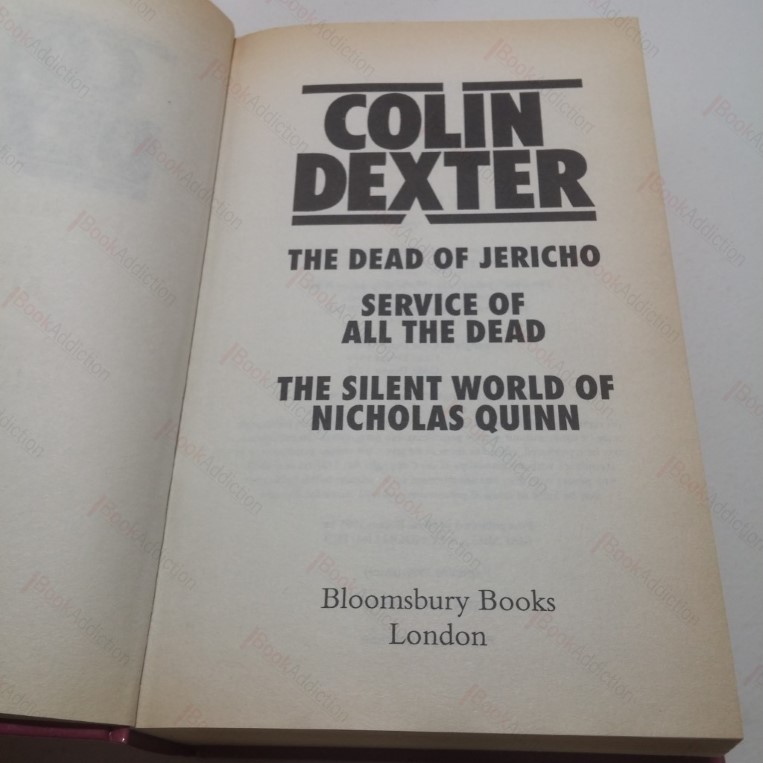 COLIN
DEXTER
THE DEAD OF JERICHO
SERVICE OF
ALL THE DEAD
THE SILENT WORLD OF
NICHOLAS QUINN
Bloomsbury Books
London
iBookAddiction